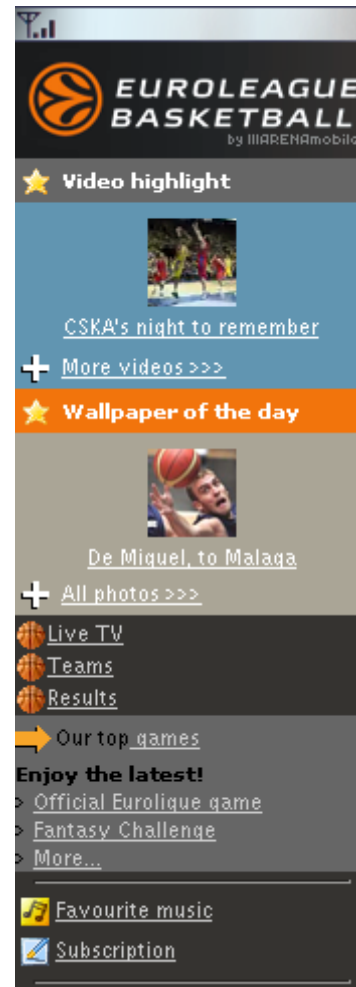 EUROLEAGUE
BASKETBALL
by ARENAmobile
Video highlight
CSKA's night to remember
More videos >>>
Wallpaper of the day
De Miquel, to Malaga
All photos >>>
Live TV
Teams
Results
Our top games
Enjoy the latest!
> Official Eurolique game
> Fantasy Challenge
> More...
Favourite music
Subscription